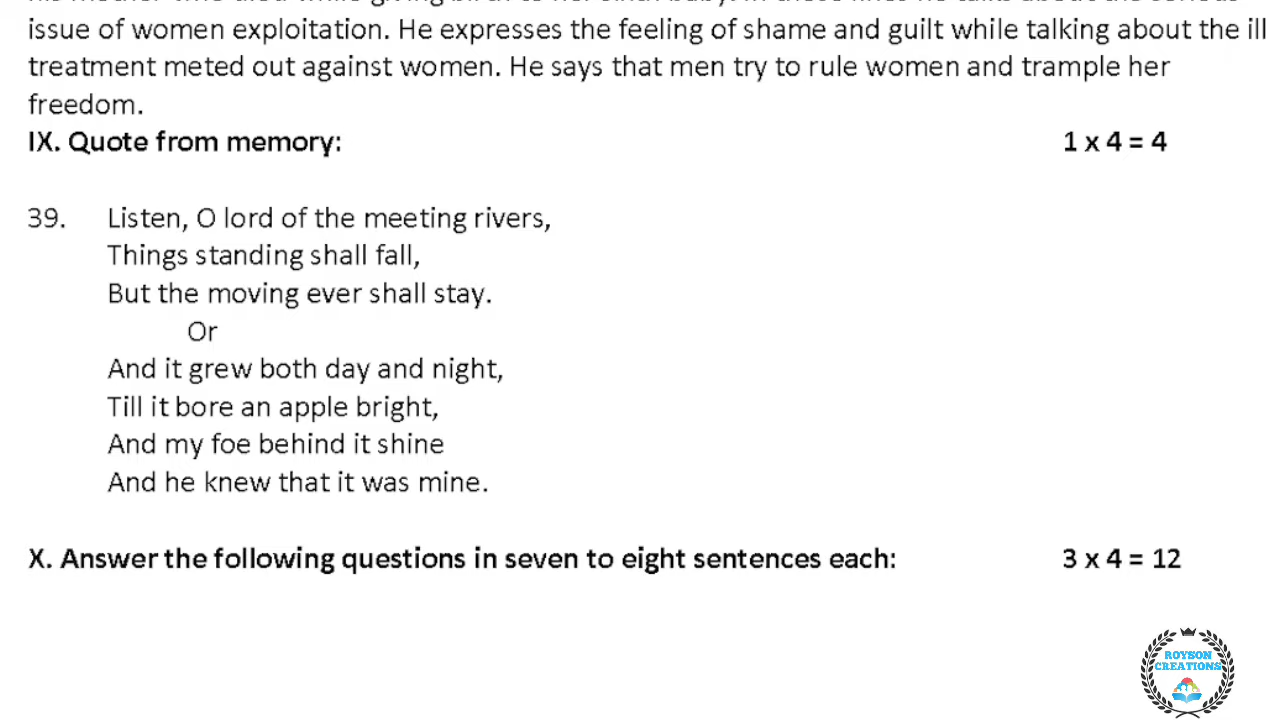 issue of women exploitation. He expresses the feeling of shame and guilt while talking about the ill
treatment meted out against women. He says that men try to rule women and trample her
freedom.
IX. Quote from memory: 1 x 4 = 4
39. Listen, O lord of the meeting rivers,
Things standing shall fall,
But the moving ever shall stay.
Or
And it grew both day and night,
Till it bore an apple bright,
And my foe behind it shine
And he knew that it was mine.
X. Answer the following questions in seven to eight sentences each: 3 x 4 = 12
ROYSON
CREATIONS